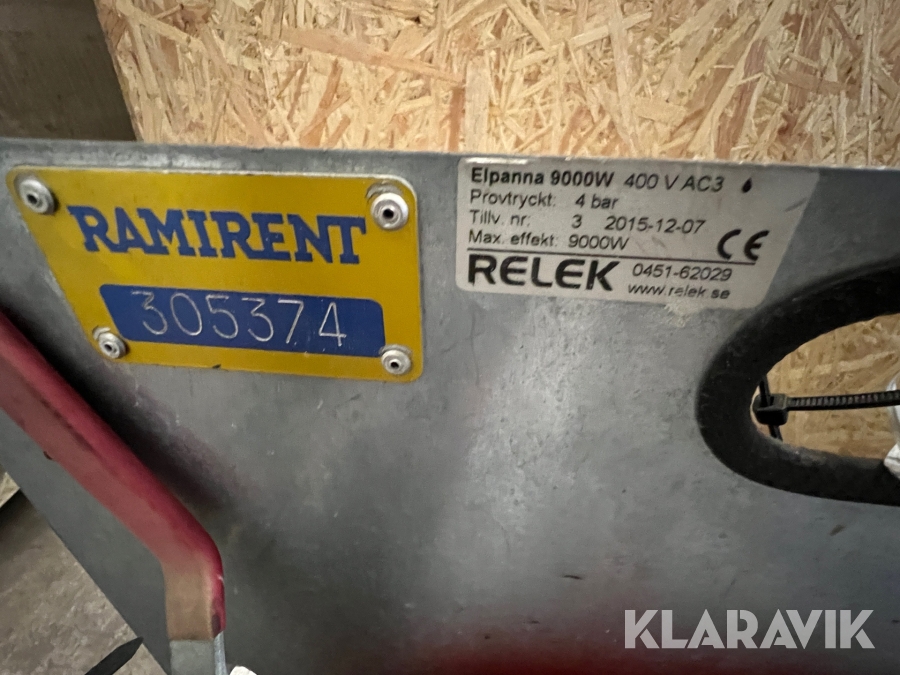 RAMIRENT
305374
Elpanna 9000W 400 V AC3
Provtryckt: 4 bar
Tillv. nr: 3 2015-12-07
Max. effekt: 9000W
CE
RELEK 0451-62029
www.relek.se
KLARAVIK